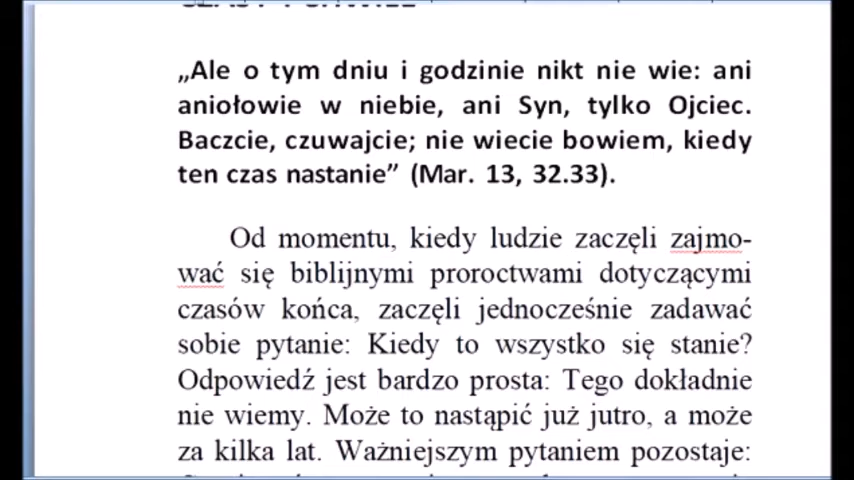 „Ale o tym dniu i godzinie nikt nie wie: ani
aniołowie w niebie, ani Syn, tylko Ojciec.
Baczcie, czuwajcie; nie wiecie bowiem, kiedy
ten czas nastanie” (Mar. 13, 32.33).
Od momentu, kiedy ludzie zaczęli zajmo-
wać się biblijnymi proroctwami dotyczącymi
czasów końca, zaczęli jednocześnie zadawać
sobie pytanie: Kiedy to wszystko się stanie?
Odpowiedź jest bardzo prosta: Tego dokładnie
nie wiemy. Może to nastąpić już jutro, a może
za kilka lat. Ważniejszym pytaniem pozostaje: